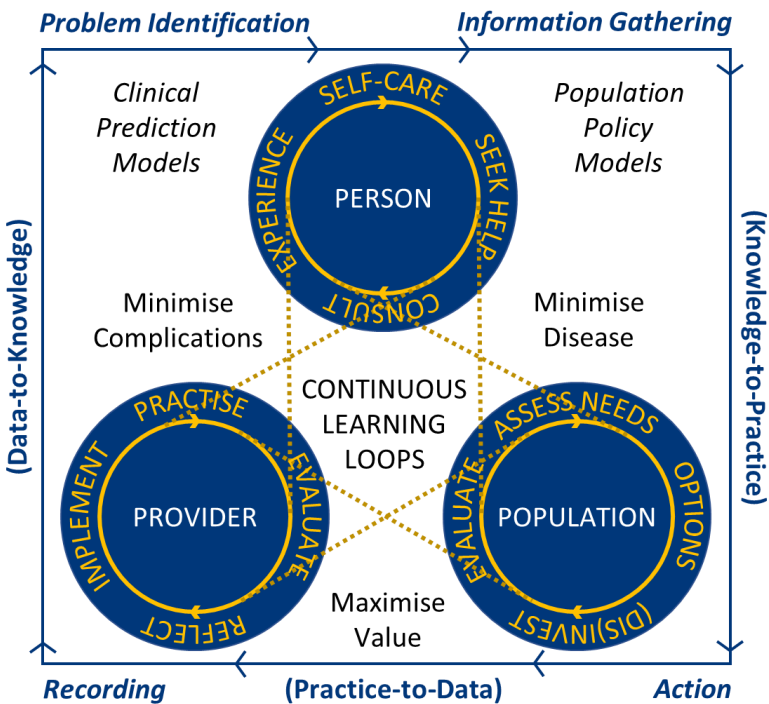 Problem Identification
Information Gathering
Clinical
Prediction
Models
Population
Policy
Models
SELF-CARE
SEEK HELP
CONSULT
EXPERIENCE
PERSON
(Data-to-Knowledge)
(Knowledge-to-Practice)
Minimise
Complications
Minimise
Disease
CONTINUOUS
LEARNING
LOOPS
PRACTISE
EVALUATE
REFLECT
IMPLEMENT
PROVIDER
ASSESS NEEDS
OPTIONS
(DIS)INVEST
EVALUATE
POPULATION
Maximise
Value
Recording
(Practice-to-Data)
Action